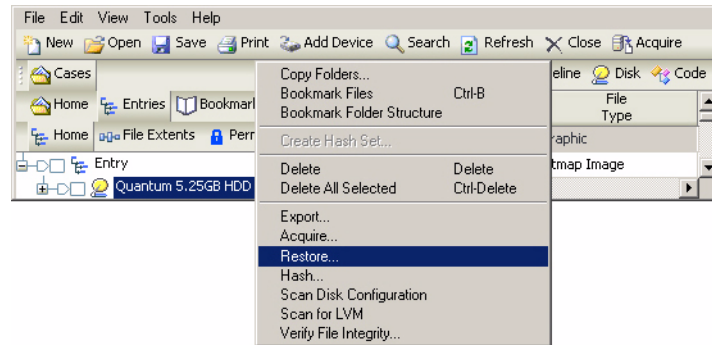 File Edit View Tools Help
New Open Save Print Add Device Search Refresh Close Acquire
Cases
Copy Folders...
eline Disk Code
Home Entries Bookmarl
Bookmark Files Ctrl-B
File Type
Bookmark Folder Structure
Home File Extents Perr
Create Hash Set...
raphic
Entry
Delete Delete
tmap Image
Quantum 5.25GB HDD
Delete All Selected Ctrl-Delete
Export...
Acquire...
Restore...
Hash...
Scan Disk Configuration
Scan for LVM
Verify File Integrity...